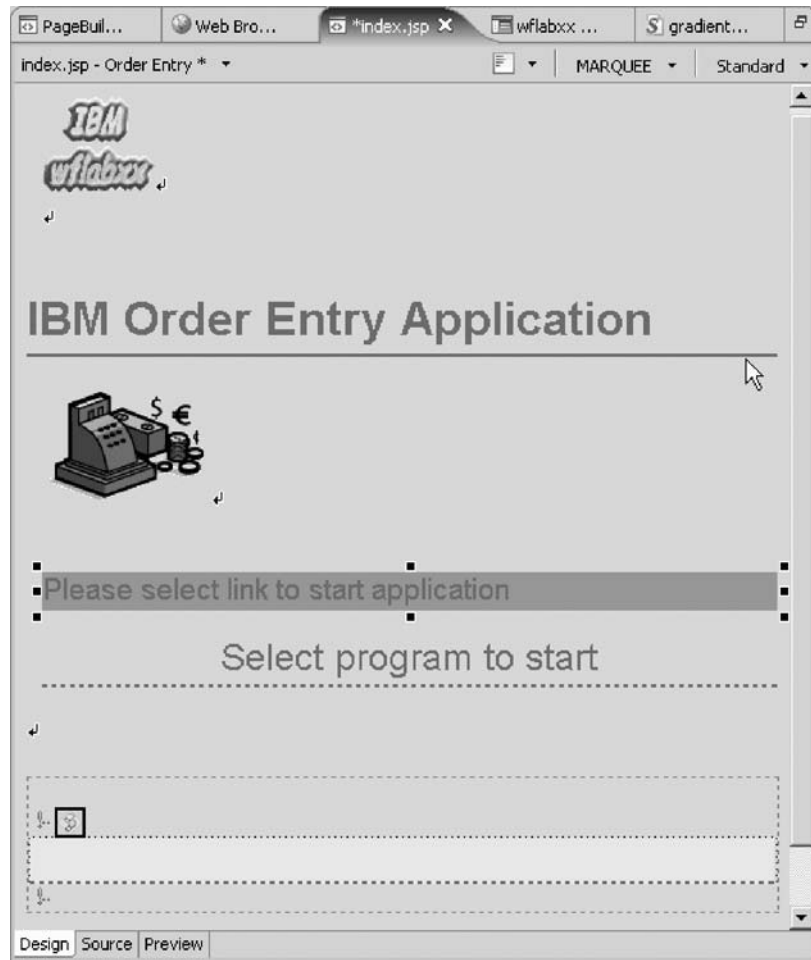 PageBuil... Web Bro... *index.jsp wflabxx ... gradient...
index.jsp - Order Entry * MARQUEE Standard
IBM
wflabxx
IBM Order Entry Application
$ €
Please select link to start application
Select program to start
Design Source Preview